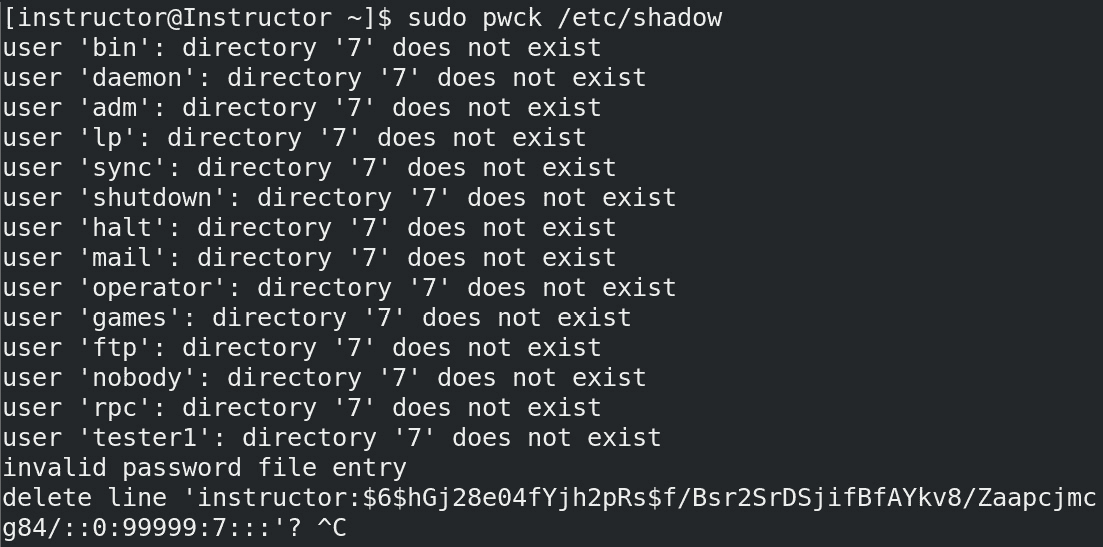 [instructor@Instructor ~]$ sudo pwck /etc/shadow
user 'bin': directory '7' does not exist
user 'daemon': directory '7' does not exist
user 'adm': directory '7' does not exist
user 'lp': directory '7' does not exist
user 'sync': directory '7' does not exist
user 'shutdown': directory '7' does not exist
user 'halt': directory '7' does not exist
user 'mail': directory '7' does not exist
user 'operator': directory '7' does not exist
user 'games': directory '7' does not exist
user 'ftp': directory '7' does not exist
user 'nobody': directory '7' does not exist
user 'rpc': directory '7' does not exist
user 'tester1': directory '7' does not exist
invalid password file entry
delete line 'instructor:$6$hGj28e04fYjh2pRs$f/Bsr2SrDSjifBfAYkv8/Zaapcjmc
g84/::0:99999:7:::'? ^C